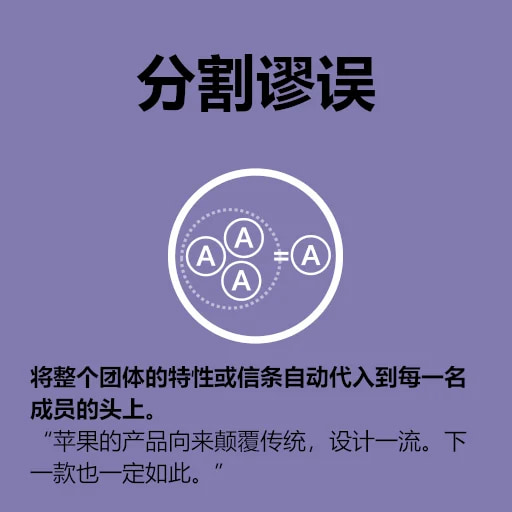 分割谬误
A
A
A
=
A
将整个团体的特性或信条自动代入到每一名
成员的头上。
“苹果的产品向来颠覆传统，设计一流。下
一款也一定如此。”